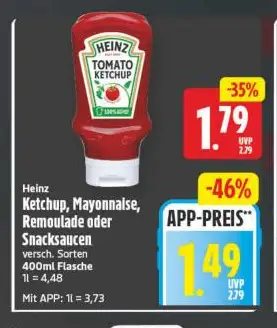 HEINZ
TOMATO
KETCHUP
-35%
1.79
UVP
2.79
Heinz
Ketchup, Mayonnaise,
Remoulade oder
Snacksaucen
versch. Sorten
400ml Flasche
1l = 4,48
Mit APP: 1l = 3,73
-46%
APP-PREIS**
1.49
UVP
2.79